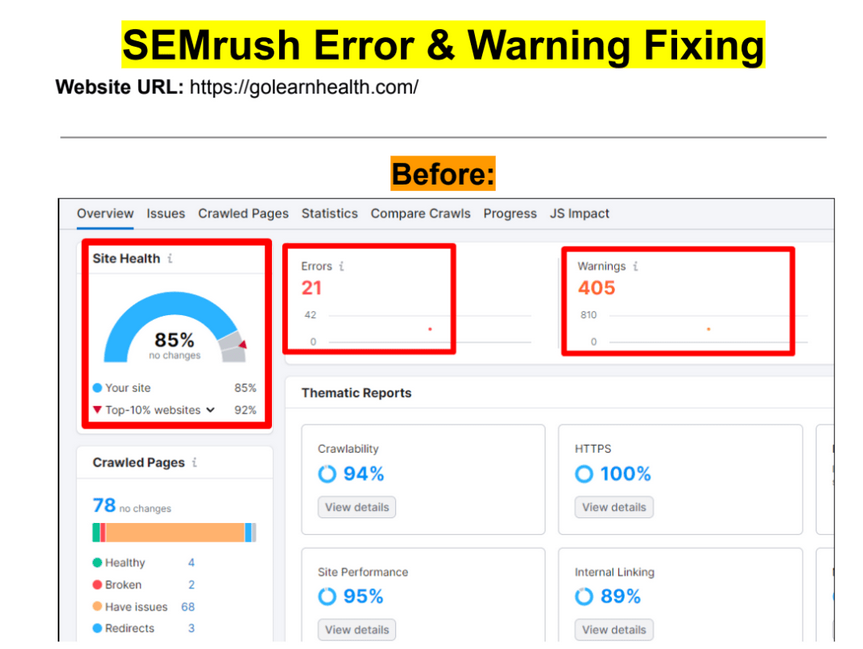 SEMrush Error & Warning Fixing
Website URL: https://golearnhealth.com/
Before:
Overview Issues Crawled Pages Statistics Compare Crawls Progress JS Impact
Site Health i
85%
no changes
Your site 85%
Top-10% websites 92%
Errors i
21
42
0
Warnings i
405
810
0
Crawled Pages i
78 no changes
Healthy 4
Broken 2
Have issues 68
Redirects 3
Thematic Reports
Crawlability
94%
View details
HTTPS
100%
View details
Site Performance
95%
View details
Internal Linking
89%
View details